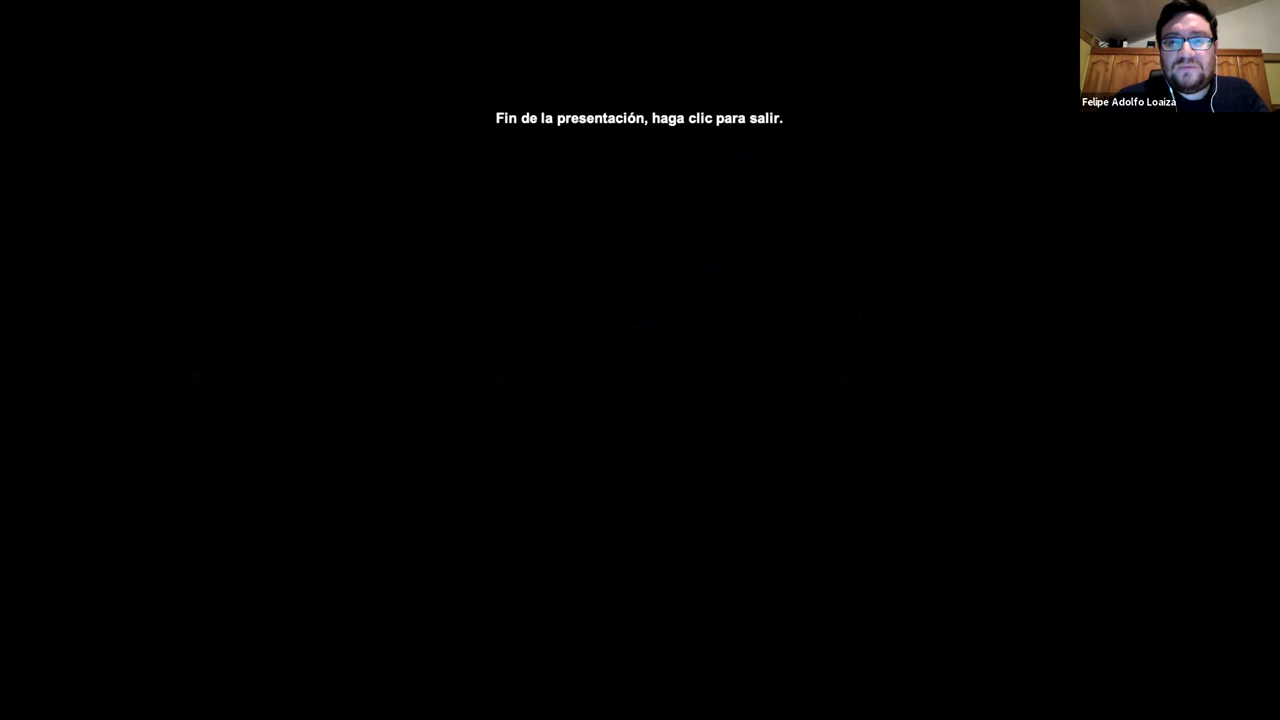 Fin de la presentación, haga clic para salir.
Felipe Adolfo Loaiza